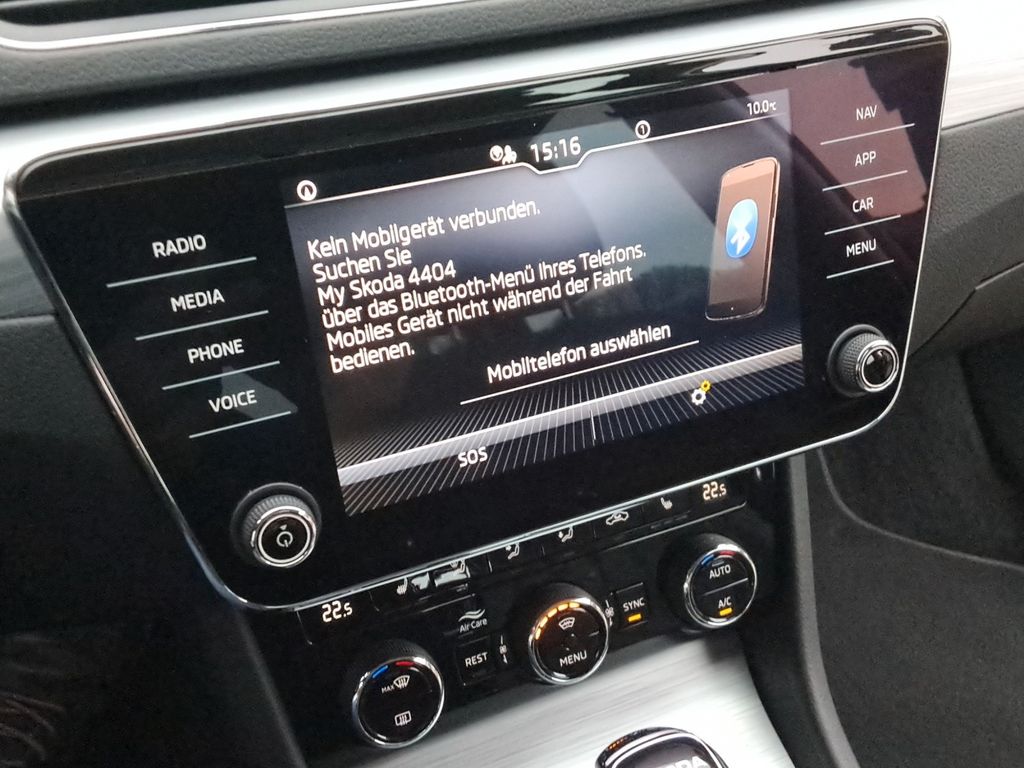 10.0°C
15:16
1
NAV
RADIO
APP
MEDIA
CAR
PHONE
MENU
VOICE
Kein Mobilgerät verbunden.
Suchen Sie
My Skoda 4404
über das Bluetooth-Menü Ihres Telefons.
Mobiles Gerät nicht während der Fahrt
bedienen.
Mobiltelefon auswählen
SOS
22.5
22.5
Air Care
REST
MENU
SYNC
AUTO
A/C
MAX